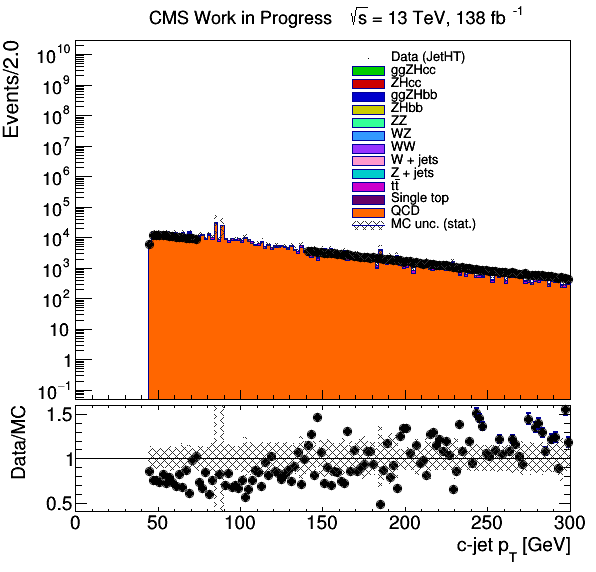 CMS Work in Progress √s = 13 TeV, 138 fb⁻¹
Events/2.0
10¹⁰
10⁹
10⁸
10⁷
10⁶
10⁵
10⁴
10³
10²
10
1
10⁻¹
Data (JetHT)
ggZHcc
ZHcc
ggZHbb
ZHbb
ZZ
WZ
WW
W + jets
Z + jets
tt̄
Single top
QCD
MC unc. (stat.)
Data/MC
1.5
1
0.5
0 50 100 150 200 250 300
c-jet p_T [GeV]